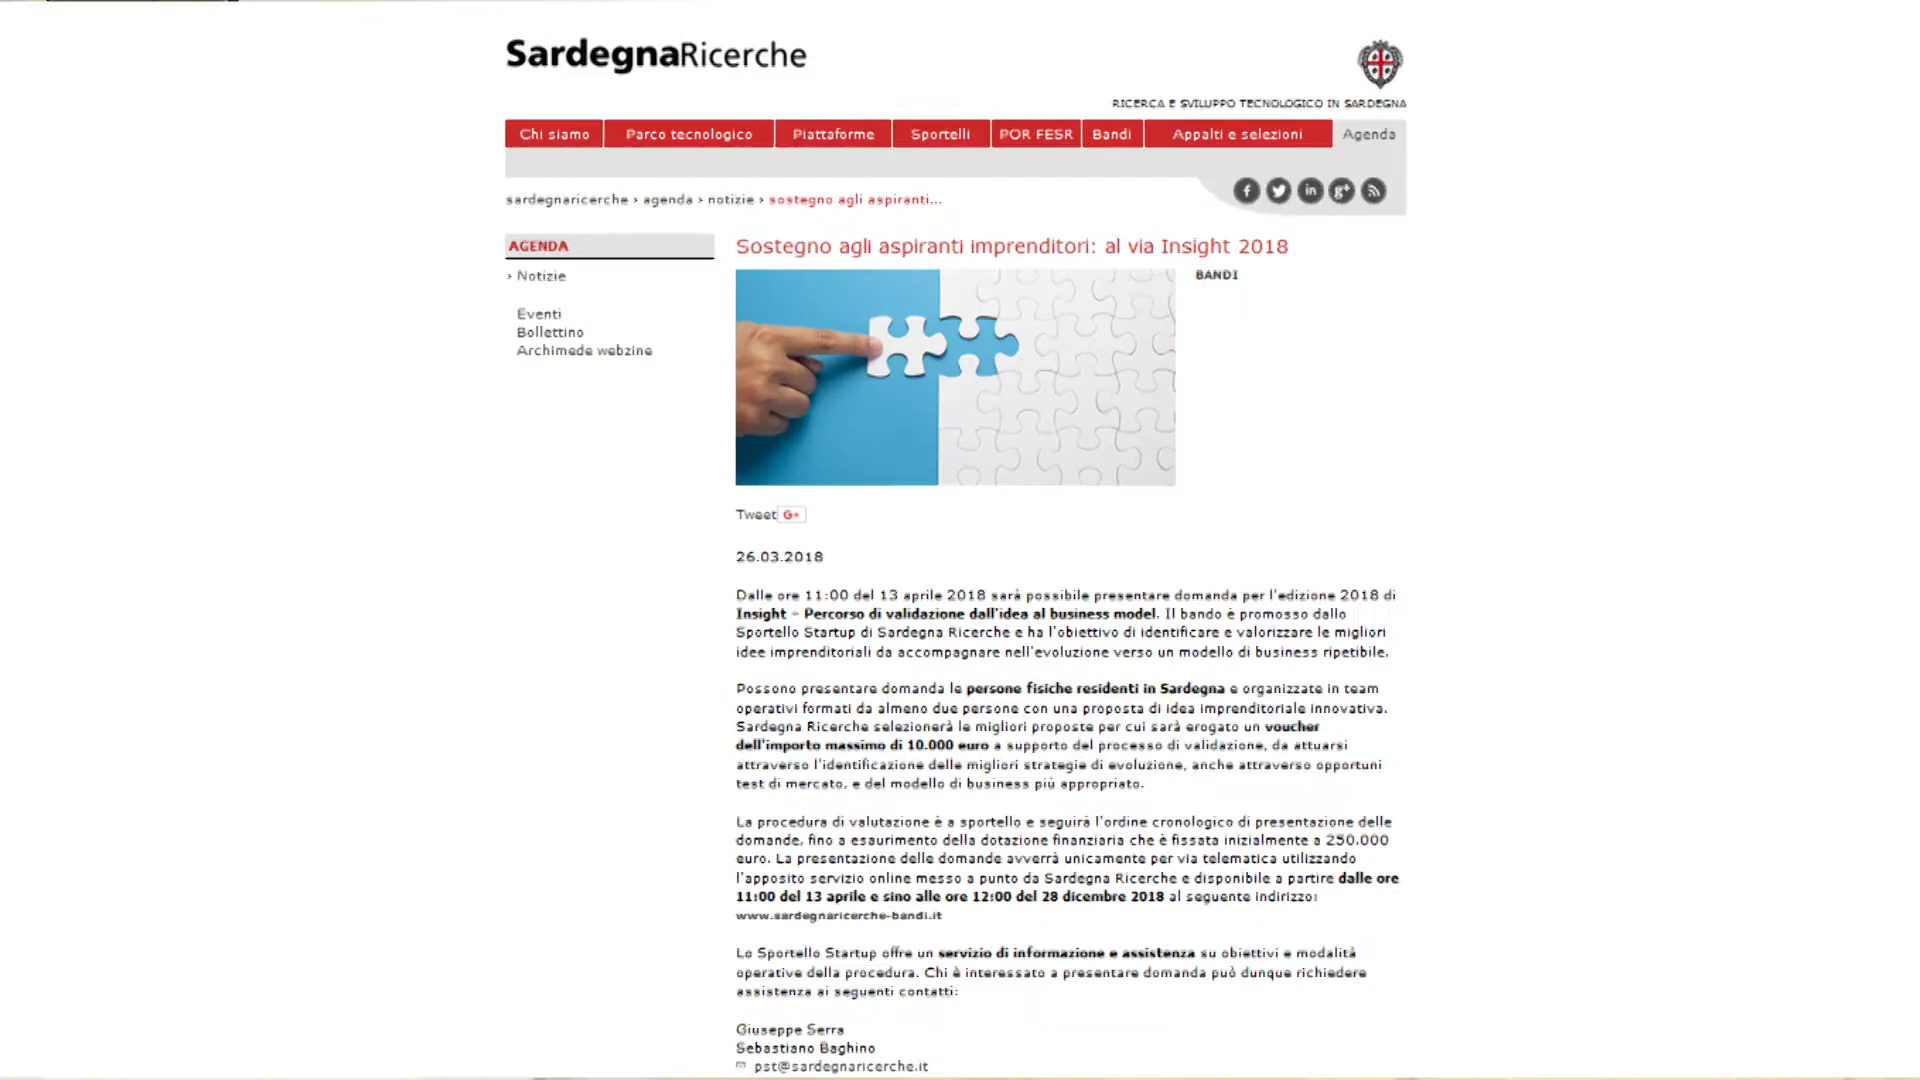 SardegnaRicerche
RICERCA E SVILUPPO TECNOLOGICO IN SARDEGNA
Chi siamo Parco tecnologico Piattaforme Sportelli POR FESR Bandi Appalti e selezioni Agenda
sardegnaricerche › agenda › notizie › sostegno agli aspiranti...
AGENDA
› Notizie
Eventi
Bollettino
Archimede webzine
Sostegno agli aspiranti imprenditori: al via Insight 2018
BANDI
Tweet G+
26.03.2018
Dalle ore 11:00 del 13 aprile 2018 sarà possibile presentare domanda per l'edizione 2018 di
Insight – Percorso di validazione dall'idea al business model. Il bando è promosso dallo
Sportello Startup di Sardegna Ricerche e ha l'obiettivo di identificare e valorizzare le migliori
idee imprenditoriali da accompagnare nell'evoluzione verso un modello di business ripetibile.
Possono presentare domanda le persone fisiche residenti in Sardegna e organizzate in team
operativi formati da almeno due persone con una proposta di idea imprenditoriale innovativa.
Sardegna Ricerche selezionerà le migliori proposte per cui sarà erogato un voucher
dell'importo massimo di 10.000 euro a supporto del processo di validazione, da attuarsi
attraverso l'identificazione delle migliori strategie di evoluzione, anche attraverso opportuni
test di mercato, e del modello di business più appropriato.
La procedura di valutazione è a sportello e seguirà l'ordine cronologico di presentazione delle
domande, fino a esaurimento della dotazione finanziaria che è fissata inizialmente a 250.000
euro. La presentazione delle domande avverrà unicamente per via telematica utilizzando
l'apposito servizio online messo a punto da Sardegna Ricerche e disponibile a partire dalle ore
11:00 del 13 aprile e sino alle ore 12:00 del 28 dicembre 2018 al seguente indirizzo:
www.sardegnaricerche-bandi.it
Lo Sportello Startup offre un servizio di informazione e assistenza su obiettivi e modalità
operative della procedura. Chi è interessato a presentare domanda può dunque richiedere
assistenza ai seguenti contatti:
Giuseppe Serra
Sebastiano Baghino
pst@sardegnaricerche.it